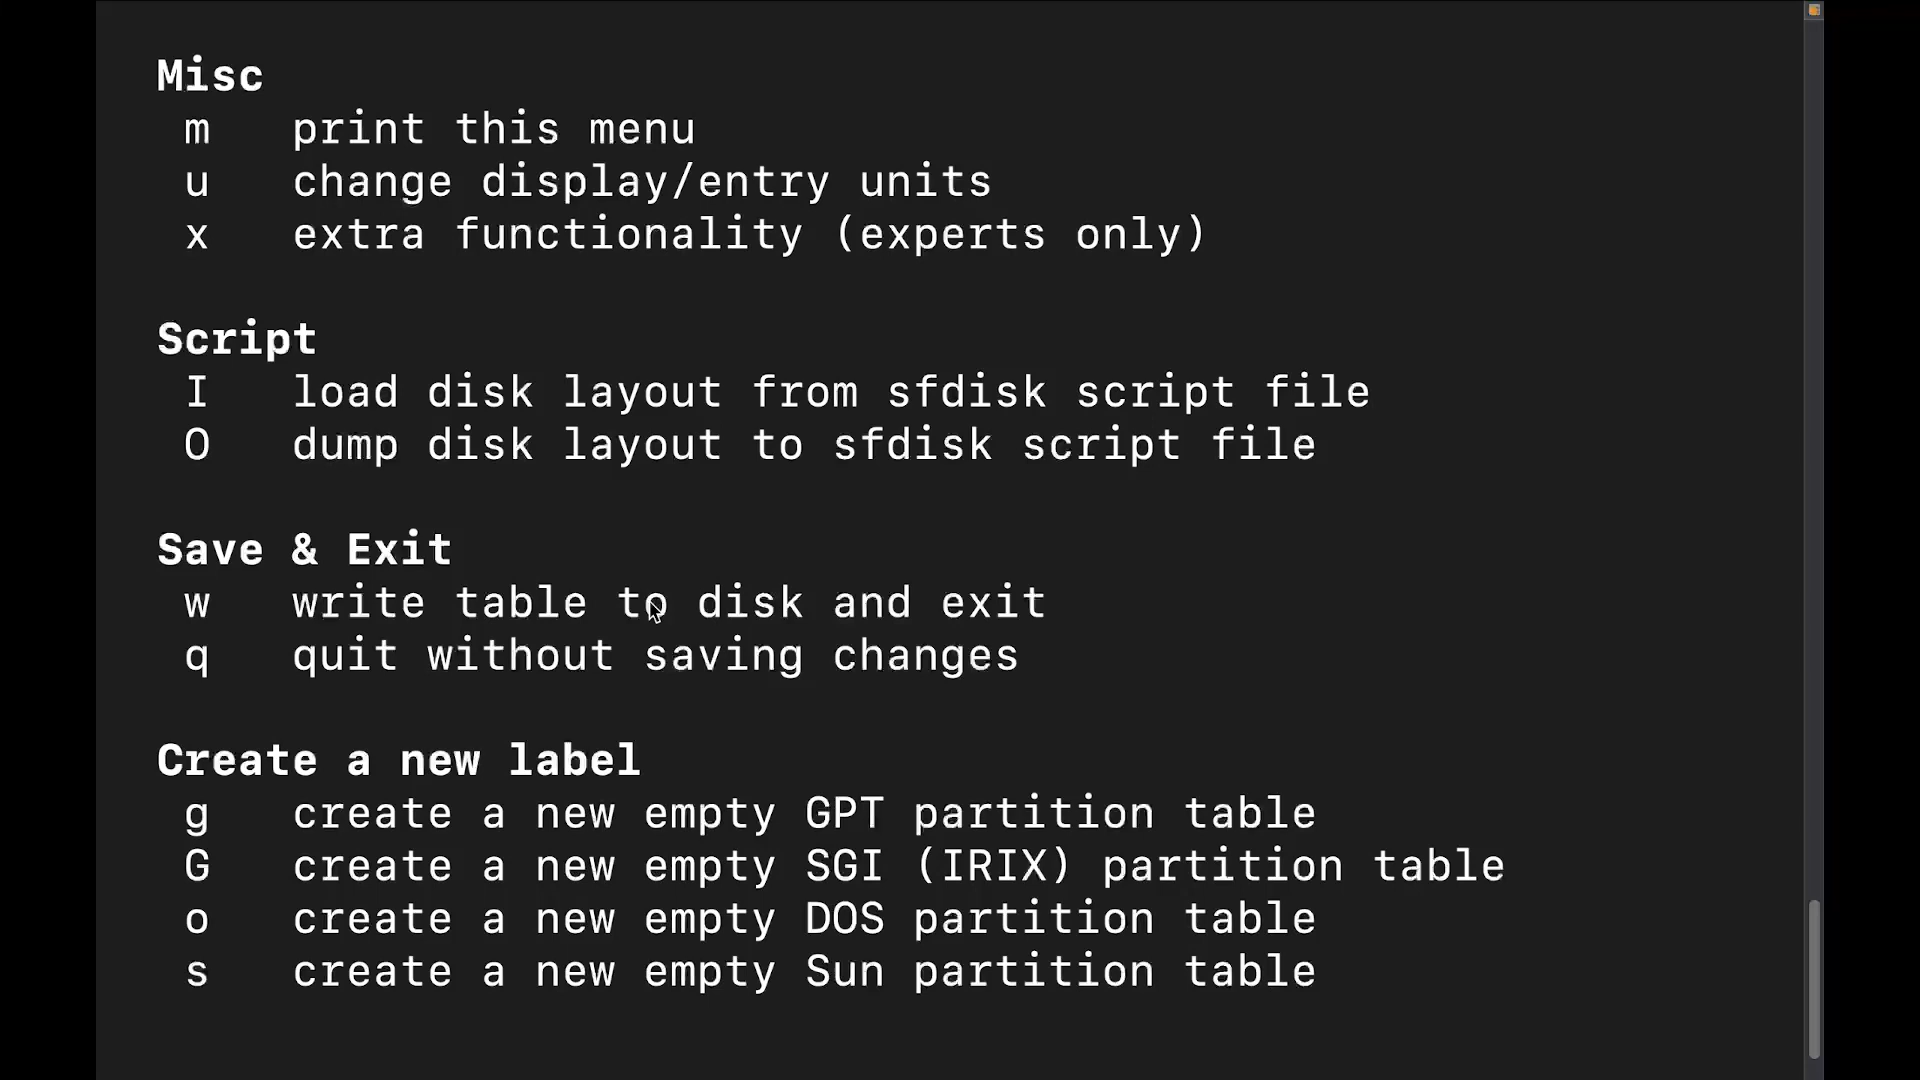 Misc
m   print this menu
u   change display/entry units
x   extra functionality (experts only)
Script
I   load disk layout from sfdisk script file
O   dump disk layout to sfdisk script file
Save & Exit
w   write table to disk and exit
q   quit without saving changes
Create a new label
g   create a new empty GPT partition table
G   create a new empty SGI (IRIX) partition table
o   create a new empty DOS partition table
s   create a new empty Sun partition table